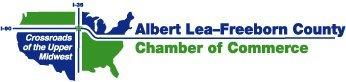 I-35
I-90
Crossroads
of the Upper
Midwest
Albert Lea–Freeborn County
Chamber of Commerce